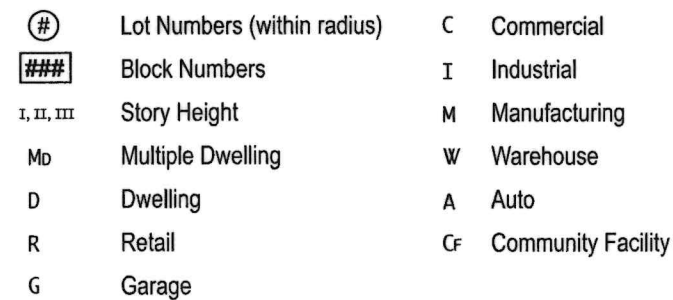 # Lot Numbers (within radius)
### Block Numbers
I, II, III Story Height
MD Multiple Dwelling
D Dwelling
R Retail
G Garage
C Commercial
I Industrial
M Manufacturing
W Warehouse
A Auto
CF Community Facility